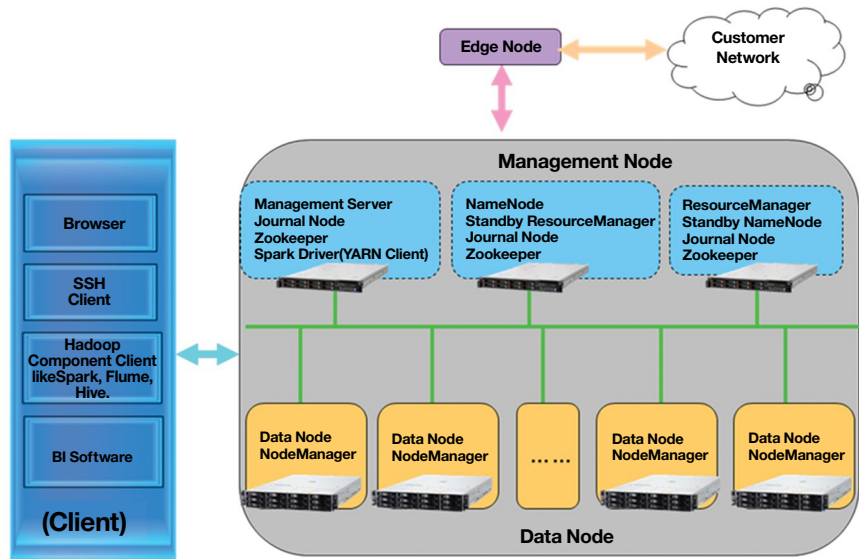 Edge Node
Customer
Network
Management Node
Management Server
Journal Node
Zookeeper
Spark Driver(YARN Client)
NameNode
Standby ResourceManager
Journal Node
Zookeeper
ResourceManager
Standby NameNode
Journal Node
Zookeeper
Browser
SSH
Client
Hadoop
Component Client
likeSpark, Flume,
Hive.
BI Software
(Client)
Data Node
NodeManager
Data Node
NodeManager
... ...
Data Node
NodeManager
Data Node
NodeManager
Data Node